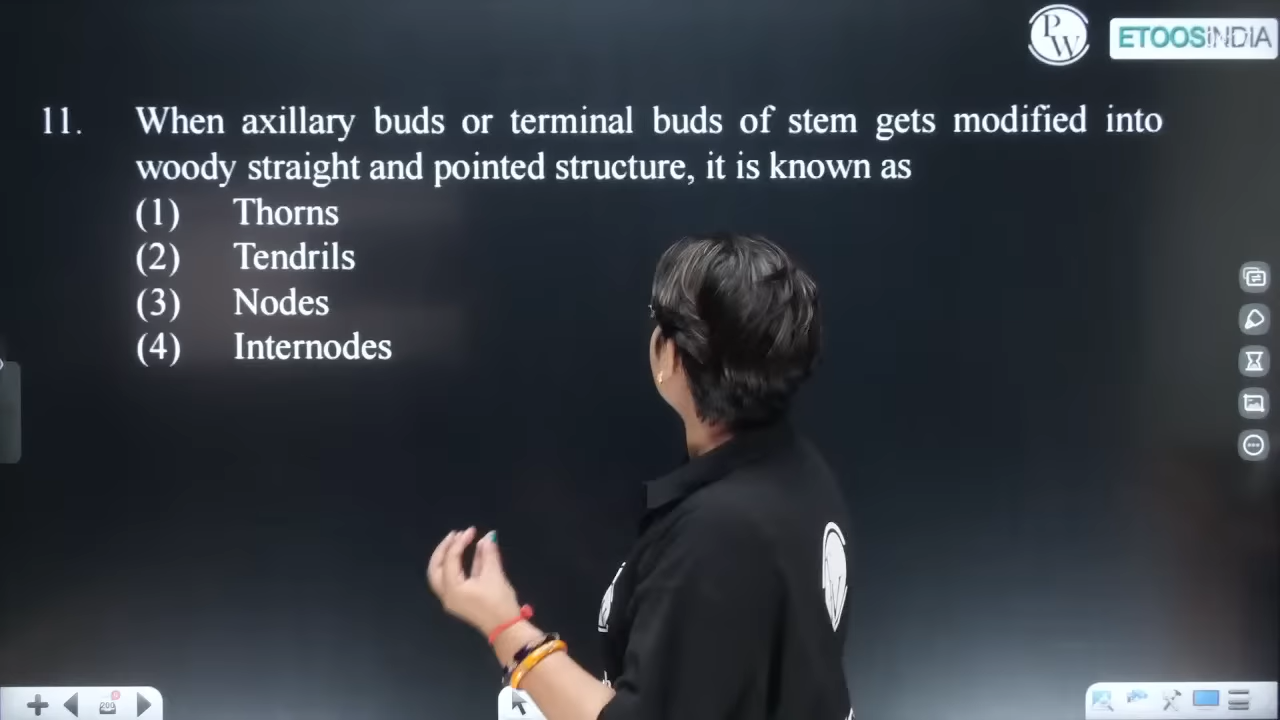 PW
ETOOSINDIA
11. When axillary buds or terminal buds of stem gets modified into
woody straight and pointed structure, it is known as
(1) Thorns
(2) Tendrils
(3) Nodes
(4) Internodes